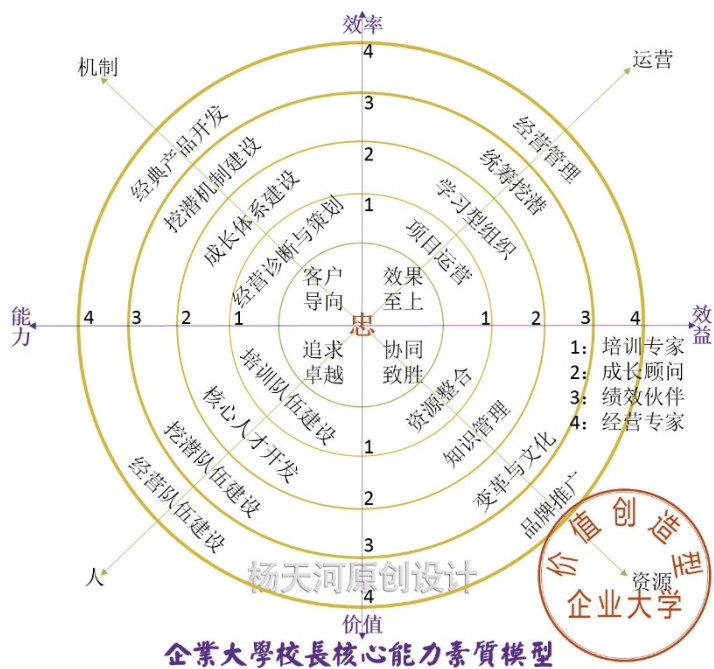 效率
机制
运营
4
3
2
1
经典产品开发
挖潜机制建设
成长体系建设
经营诊断与策划
经营管理
统筹挖潜
学习型组织
项目运营
客户
导向
效果
至上
能力
4 3 2 1
忠
1 2 3 4
效益
追求
卓越
协同
致胜
1：培训专家
2：成长顾问
3：绩效伙伴
4：经营专家
培训队伍建设
核心人才开发
挖潜队伍建设
经营队伍建设
资源整合
知识管理
变革与文化
品牌推广
1
2
3
4
人
资源
价值
价值创造型
企业大学
杨天河原创设计
企業大學校長核心能力素質模型